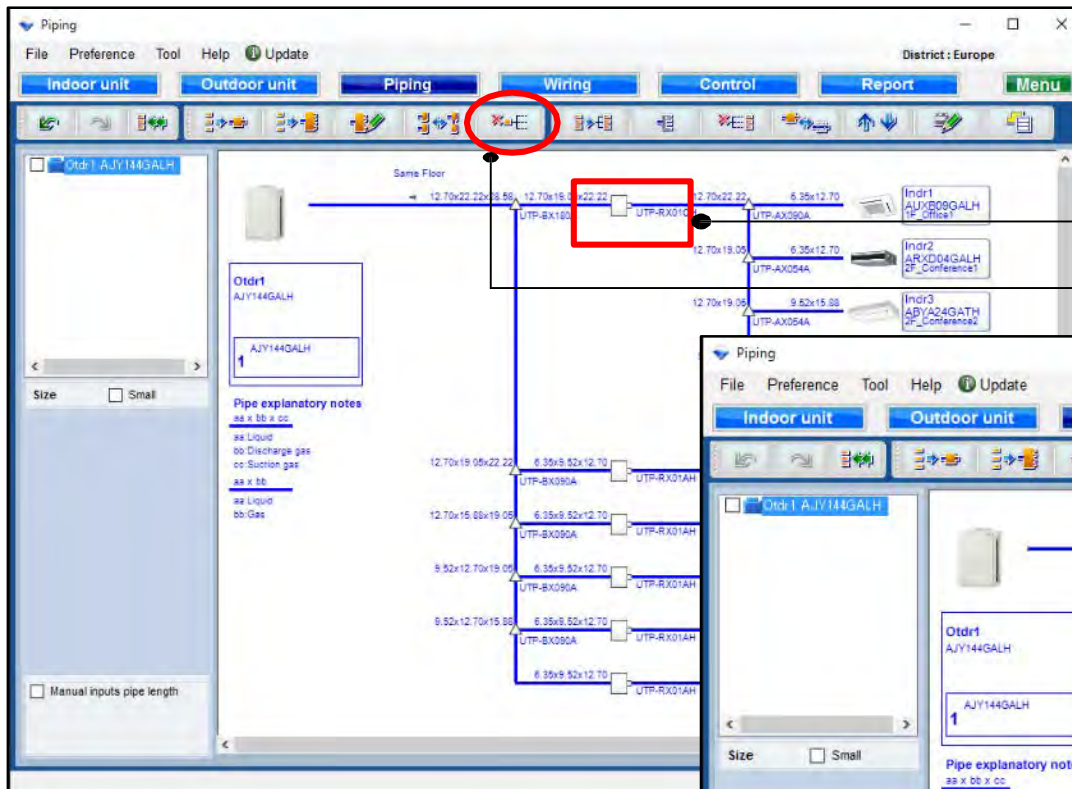 Piping
File Preference Tool Help Update
District : Europe
Indoor unit Outdoor unit Piping Wiring Control Report Menu
Otdr1 AJY144GALH
Size Small
Manual inputs pipe length
Otdr1
AJY144GALH
AJY144GALH
1
Pipe explanatory notes
aa x bb x cc
aa:Liquid
bb:Discharge gas
cc:Suction gas
aa x bb
aa:Liquid
bb:Gas
Same Floor
12.70x22.22x28.58 12.70x19.05x22.22 12.70x22.22 6.35x12.70
UTP-BX180A UTP-RX01CH UTP-AX090A
Indr1
AUXB09GALH
1F_Office1
12.70x19.05 6.35x12.70
UTP-AX054A
Indr2
ARXD04GALH
2F_Conference1
12.70x19.05 9.52x15.88
UTP-AX054A
Indr3
ABYA24GATH
2F_Conference2
12.70x19.05x22.22 6.35x9.52x12.70
UTP-BX090A UTP-RX01AH
12.70x15.88x19.05 6.35x9.52x12.70
UTP-BX090A UTP-RX01AH
9.52x12.70x19.05 6.35x9.52x12.70
UTP-BX090A UTP-RX01AH
9.52x12.70x15.88 6.35x9.52x12.70
UTP-BX090A UTP-RX01AH
6.35x9.52x12.70
UTP-RX01AH
Piping
File Preference Tool Help Update
Indoor unit Outdoor unit
Otdr1 AJY144GALH
Size Small
Otdr1
AJY144GALH
AJY144GALH
1
Pipe explanatory note
aa x bb x cc